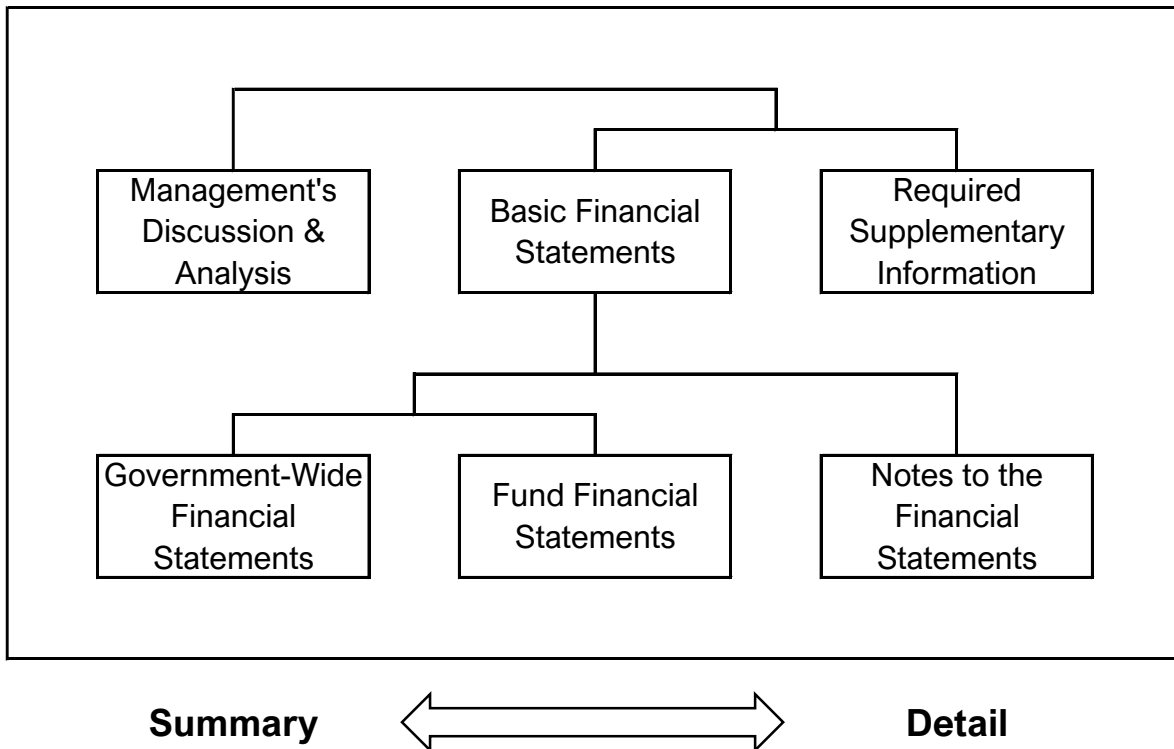 Management's
Discussion &
Analysis
Basic Financial
Statements
Required
Supplementary
Information
Government-Wide
Financial
Statements
Fund Financial
Statements
Notes to the
Financial
Statements
Summary
Detail